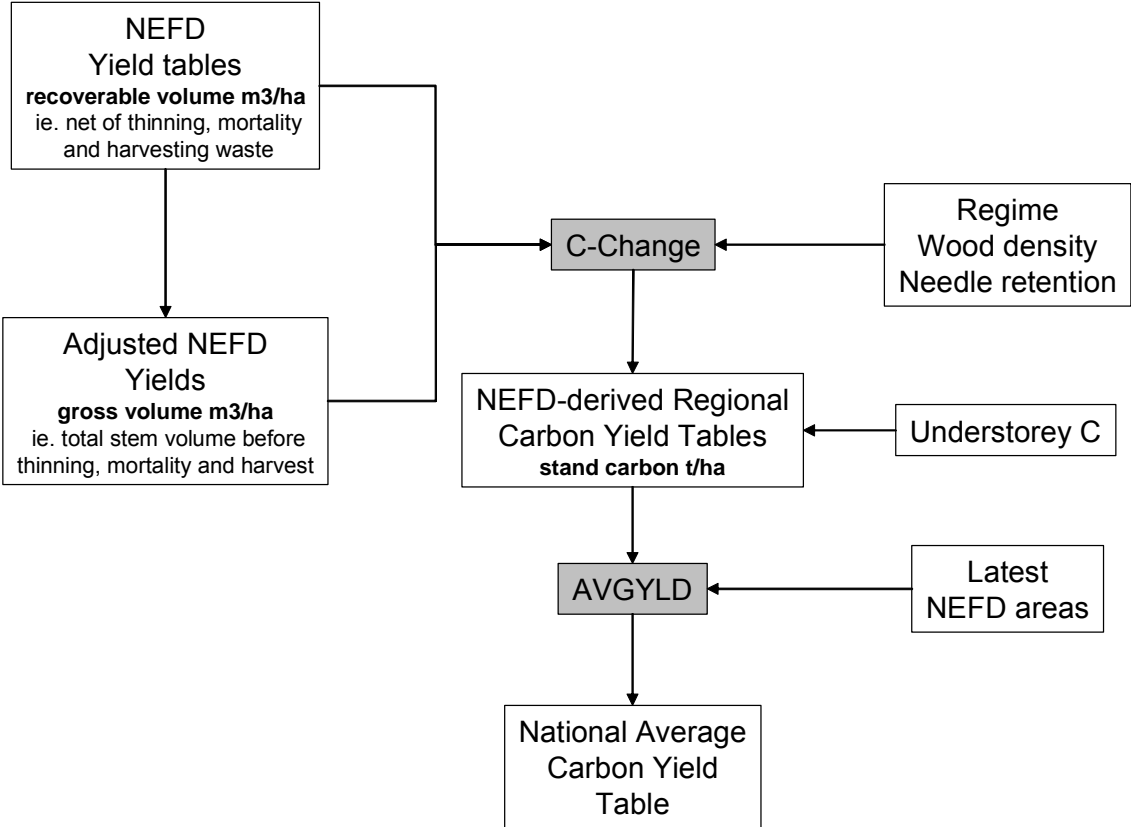 NEFD
Yield tables
recoverable volume m3/ha
ie. net of thinning, mortality
and harvesting waste
Adjusted NEFD
Yields
gross volume m3/ha
ie. total stem volume before
thinning, mortality and harvest
C-Change
Regime
Wood density
Needle retention
NEFD-derived Regional
Carbon Yield Tables
stand carbon t/ha
Understorey C
AVGYLD
Latest
NEFD areas
National Average
Carbon Yield
Table